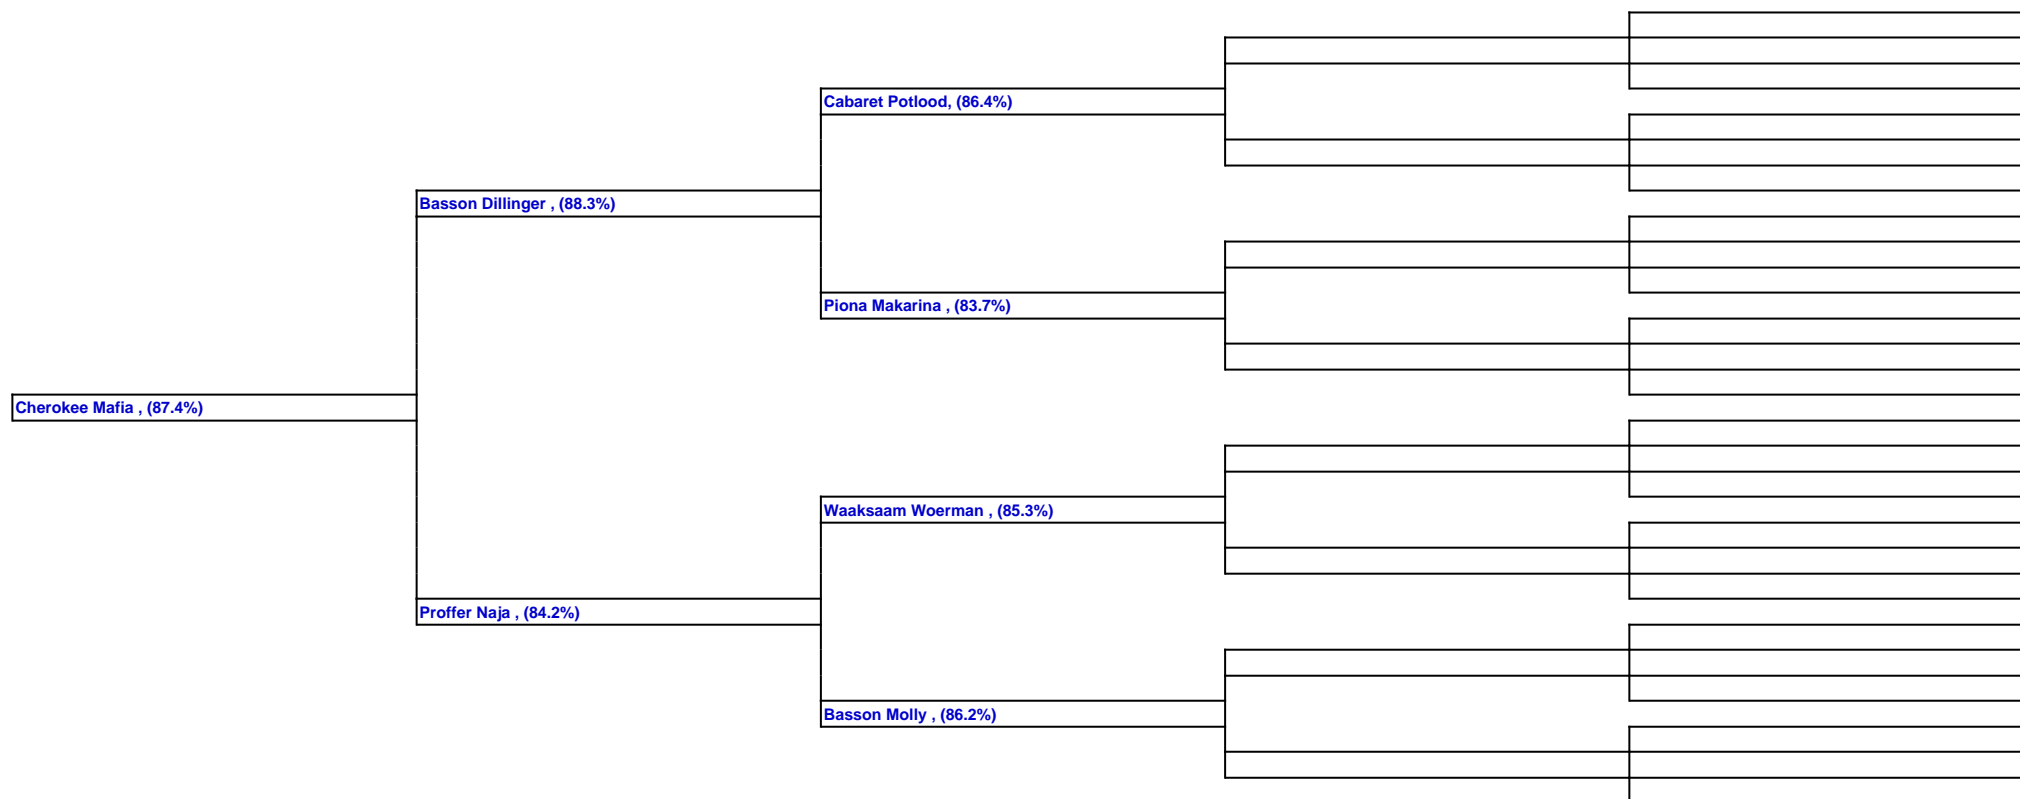 Cabaret Potlood, (86.4%)
Basson Dillinger , (88.3%)
Piona Makarina , (83.7%)
Cherokee Mafia , (87.4%)
Waaksaam Woerman , (85.3%)
Proffer Naja , (84.2%)
Basson Molly , (86.2%)